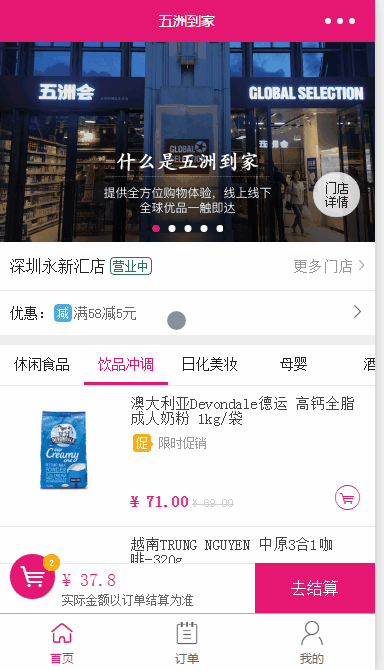 五洲到家
五洲会
GLOBAL SELECTION
GLOBAL
SELECTION
什么是五洲到家
提供全方位购物体验，线上线下
全球优品一触即达
门店
详情
深圳永新汇店 营业中 更多门店
优惠： 减 满58减5元
休闲食品 饮品冲调 日化美妆 母婴 酒
澳大利亚Devondale德运 高钙全脂
成人奶粉 1kg/袋
促 限时促销
DEVONDALE
Creamy
¥ 71.00 ¥ 89.00
越南TRUNG NGUYEN 中原3合1咖
啡-320g
2
¥ 37.8
实际金额以订单结算为准
去结算
首页 订单 我的